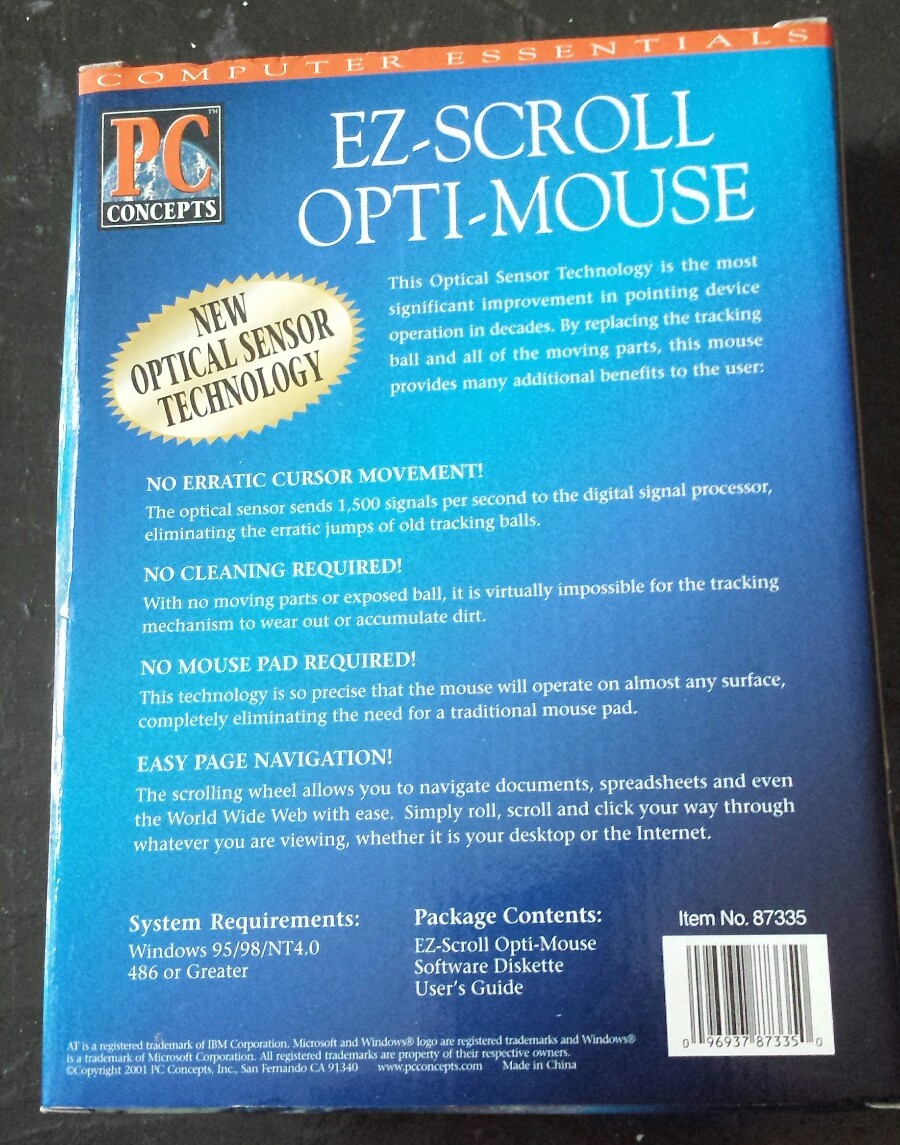 COMPUTER ESSENTIALS
PC ™
CONCEPTS
EZ-SCROLL
OPTI-MOUSE
NEW
OPTICAL SENSOR
TECHNOLOGY
This Optical Sensor Technology is the most
significant improvement in pointing device
operation in decades. By replacing the tracking
ball and all of the moving parts, this mouse
provides many additional benefits to the user:
NO ERRATIC CURSOR MOVEMENT!
The optical sensor sends 1,500 signals per second to the digital signal processor,
eliminating the erratic jumps of old tracking balls.
NO CLEANING REQUIRED!
With no moving parts or exposed ball, it is virtually impossible for the tracking
mechanism to wear out or accumulate dirt.
NO MOUSE PAD REQUIRED!
This technology is so precise that the mouse will operate on almost any surface,
completely eliminating the need for a traditional mouse pad.
EASY PAGE NAVIGATION!
The scrolling wheel allows you to navigate documents, spreadsheets and even
the World Wide Web with ease. Simply roll, scroll and click your way through
whatever you are viewing, whether it is your desktop or the Internet.
System Requirements:
Windows 95/98/NT4.0
486 or Greater
Package Contents:
EZ-Scroll Opti-Mouse
Software Diskette
User's Guide
Item No. 87335
0 96937 87335 0
AT is a registered trademark of IBM Corporation. Microsoft and Windows® logo are registered trademarks and Windows®
is a trademark of Microsoft Corporation. All registered trademarks are property of their respective owners.
©Copyright 2001 PC Concepts, Inc., San Fernando CA 91340 www.pcconcepts.com Made in China